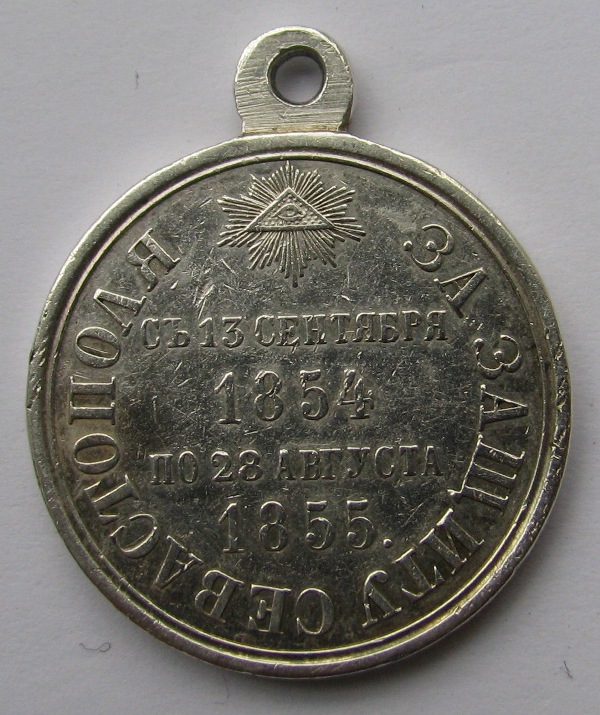 ЗА ЗАЩИТУ СЕВАСТОПОЛЯ
СЪ 13 СЕНТЯБРЯ
1854
ПО 28 АВГУСТА
1855.